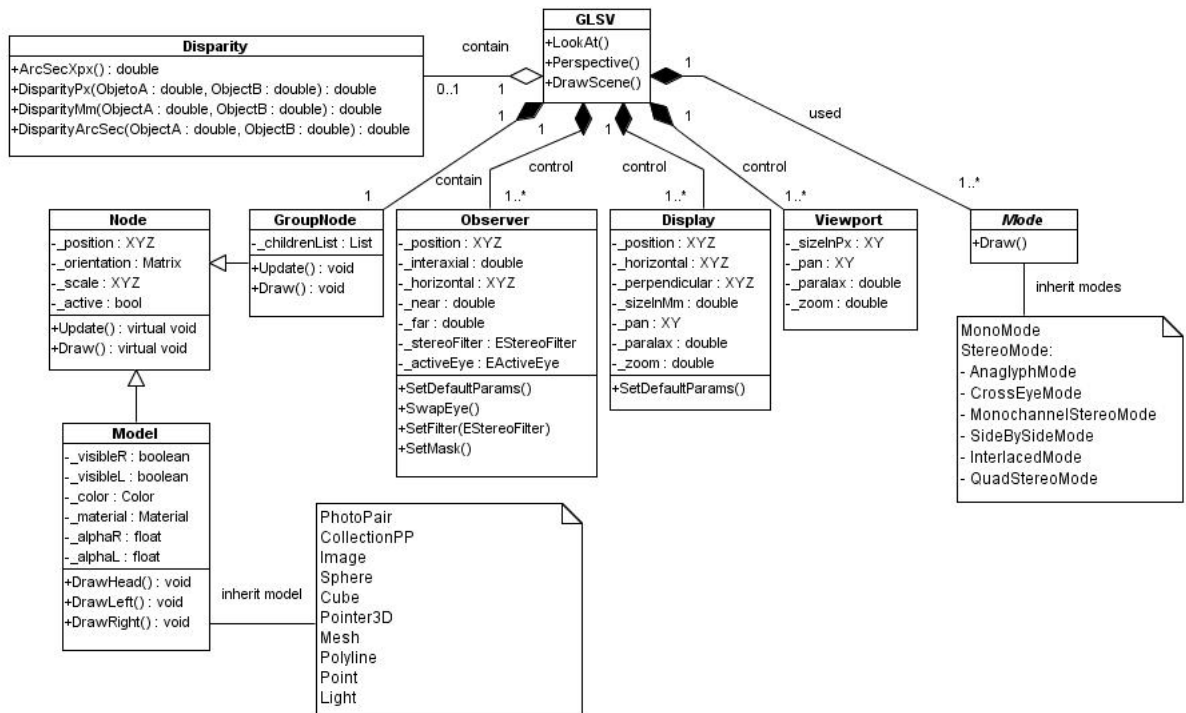 GLSV
+LookAt()
+Perspective()
+DrawScene()
Disparity
+ArcSecXpx() : double
+DisparityPx(ObjetoA : double, ObjectB : double) : double
+DisparityMm(ObjectA : double, ObjectB : double) : double
+DisparityArcSec(ObjectA : double, ObjectB : double) : double
contain
0..1
1
1
1
1
1
1
used
contain
control
control
control
1
1..*
1..*
1..*
1..*
Node
-_position : XYZ
-_orientation : Matrix
-_scale : XYZ
-_active : bool
+Update() : virtual void
+Draw() : virtual void
GroupNode
-_childrenList : List
+Update() : void
+Draw() : void
Observer
-_position : XYZ
-_interaxial : double
-_horizontal : XYZ
-_near : double
-_far : double
-_stereoFilter : EStereoFilter
-_activeEye : EActiveEye
+SetDefaultParams()
+SwapEye()
+SetFilter(EStereoFilter)
+SetMask()
Display
-_position : XYZ
-_horizontal : XYZ
-_perpendicular : XYZ
-_sizeInMm : double
-_pan : XY
-_paralax : double
-_zoom : double
+SetDefaultParams()
Viewport
-_sizeInPx : XY
-_pan : XY
-_paralax : double
-_zoom : double
Mode
+Draw()
inherit modes
MonoMode
StereoMode:
- AnaglyphMode
- CrossEyeMode
- MonochannelStereoMode
- SideBySideMode
- InterlacedMode
- QuadStereoMode
Model
-_visibleR : boolean
-_visibleL : boolean
-_color : Color
-_material : Material
-_alphaR : float
-_alphaL : float
+DrawHead() : void
+DrawLeft() : void
+DrawRight() : void
inherit model
PhotoPair
CollectionPP
Image
Sphere
Cube
Pointer3D
Mesh
Polyline
Point
Light